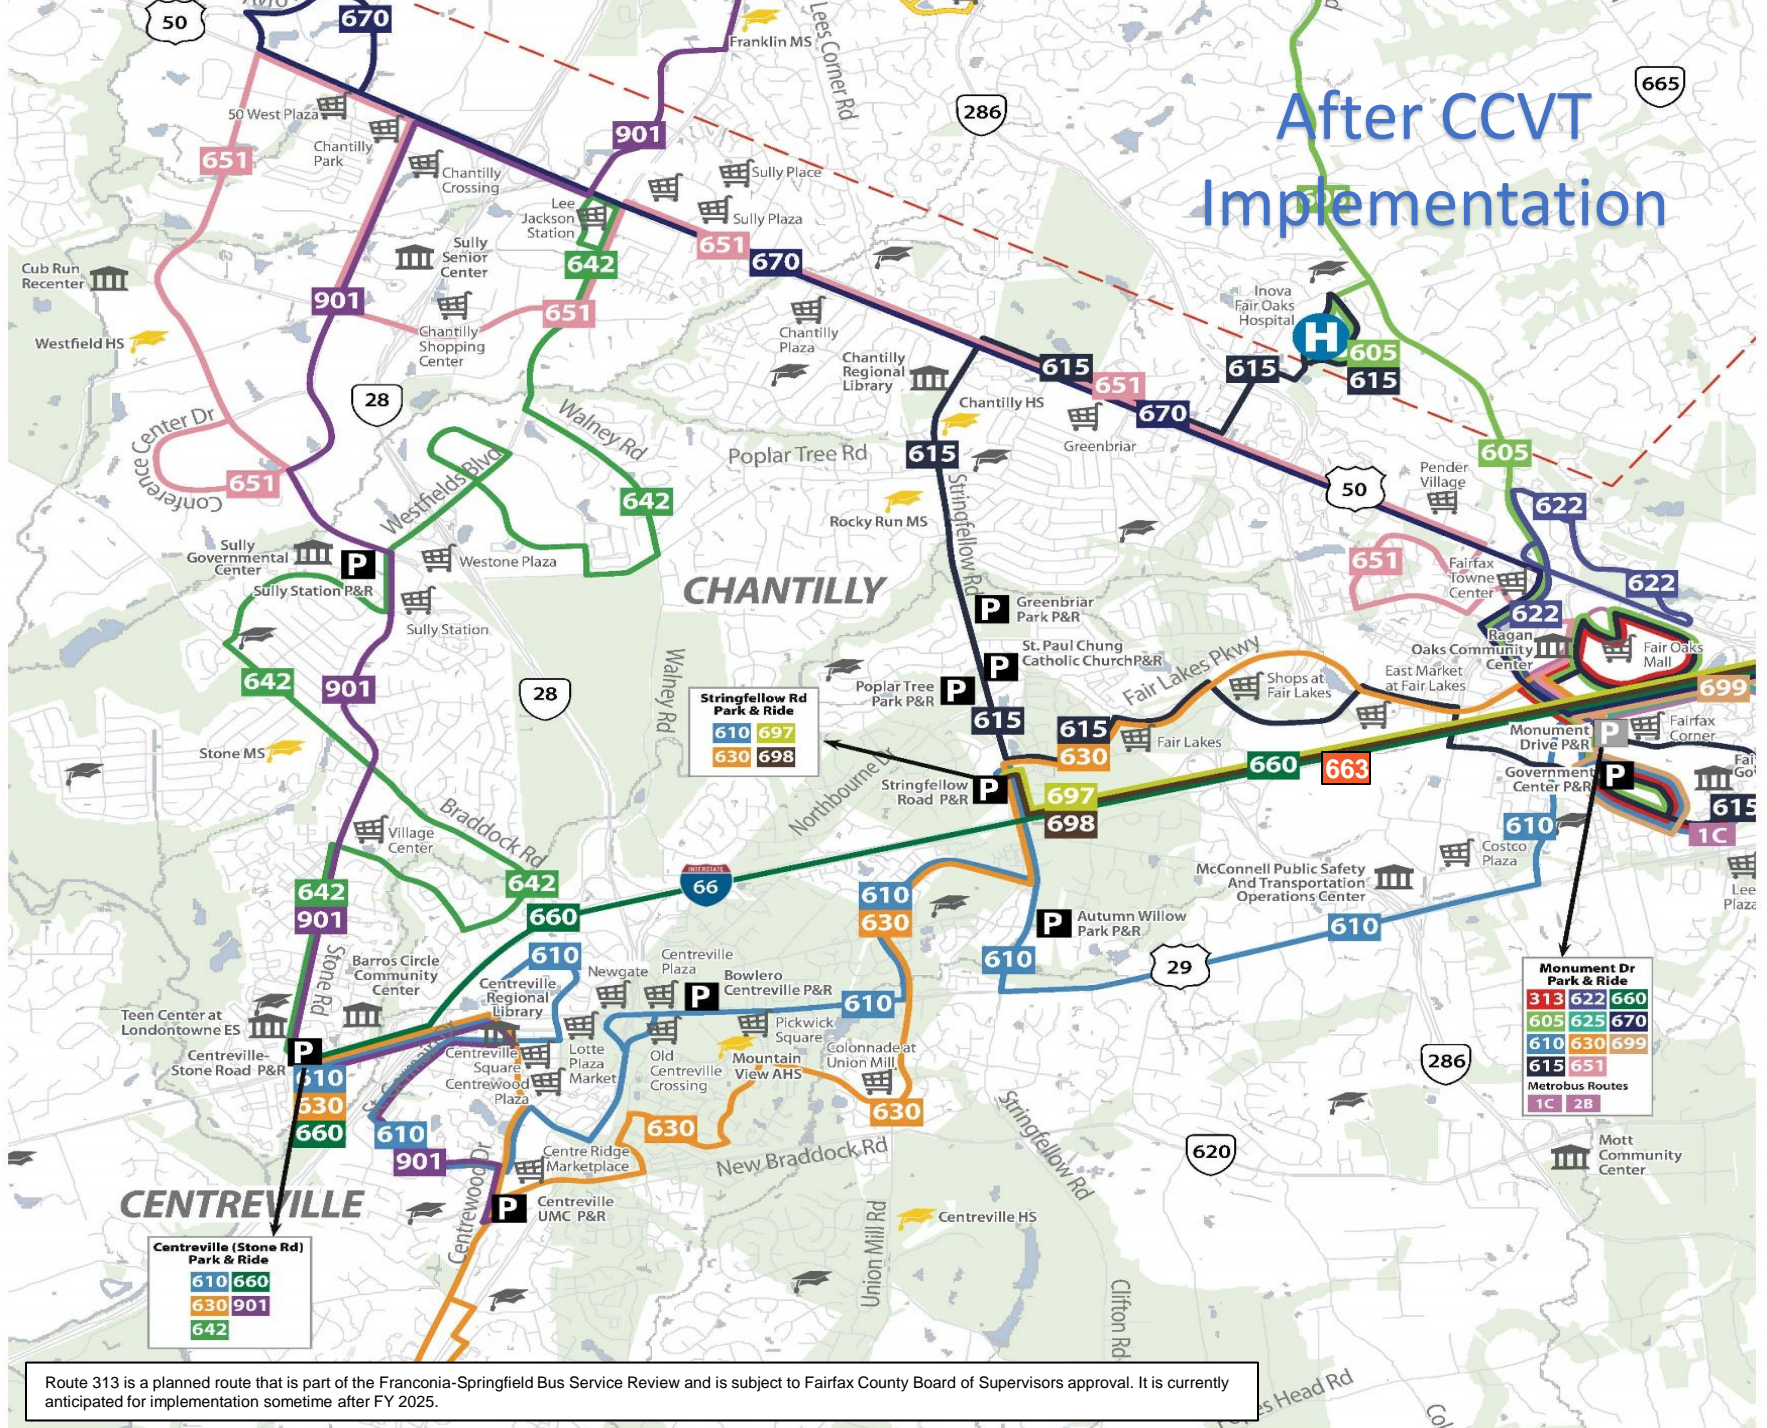 50
670
Franklin MS
Lees Corner Rd
286
665
After CCVT
Implementation
50 West Plaza
Chantilly
Park
901
651
Chantilly
Crossing
Sully Place
Lee
Jackson
Station
Sully Plaza
651
670
642
Sully
Senior
Center
Cub Run
Recenter
901
651
Chantilly
Shopping
Center
Chantilly
Plaza
Inova
Fair Oaks
Hospital
H
605
615
615
Westfield HS
Chantilly
Regional
Library
615
651
670
Chantilly HS
Greenbriar
28
Conference Center Dr
651
Walney Rd
Poplar Tree Rd
615
605
Pender
Village
50
622
Westfields Blvd
642
Rocky Run MS
Stringfellow Rd
Sully
Governmental
Center
P
Sully Station P&R
Westone Plaza
Sully Station
CHANTILLY
P
Greenbriar
Park P&R
651
Fairfax
Towne
Center
622
622
P
St. Paul Chung
Catholic ChurchP&R
Poplar Tree
Park P&R
P
Fair Lakes Pkwy
Ragan
Oaks Community
Center
Fair Oaks
Mall
642
901
28
Walney Rd
Stringfellow Rd
Park & Ride
610 697
630 698
615
615
630
Shops at
Fair Lakes
East Market
at Fair Lakes
699
Fair Lakes
Monument
Drive P&R
P
Fairfax
Corner
Stone MS
Northbourne Dr
Stringfellow
Road P&R
P
697
698
660
663
Government
Center P&R
P
615
1C
610
Costco
Plaza
Braddock Rd
Village
Center
642
901
642
INTERSTATE
66
660
610
630
McConnell Public Safety
And Transportation
Operations Center
Lee
Plaza
P
Autumn Willow
Park P&R
610
610
29
Stone Rd
Barros Circle
Community
Center
610
Centreville
Regional
Library
Newgate
Centreville
Plaza
P
Bowlero
Centreville P&R
610
Teen Center at
Londontowne ES
Centreville-
Stone Road P&R
P
610
630
660
Centreville
Square
Centrewood
Plaza
Lotte
Plaza
Market
Old
Centreville
Crossing
Pickwick
Square
Mountain
View AHS
Colonnade at
Union Mill
630
Monument Dr
Park & Ride
313 622 660
605 625 670
610 630 699
615 651
Metrobus Routes
1C 2B
286
610
901
630
Centre Ridge
Marketplace
New Braddock Rd
Stringfellow Rd
620
Mott
Community
Center
CENTREVILLE
Centrewood Dr
P
Centreville
UMC P&R
Union Mill Rd
Centreville HS
Clifton Rd
Centreville (Stone Rd)
Park & Ride
610 660
630 901
642
Route 313 is a planned route that is part of the Franconia-Springfield Bus Service Review and is subject to Fairfax County Board of Supervisors approval. It is currently
anticipated for implementation sometime after FY 2025.
Head Rd